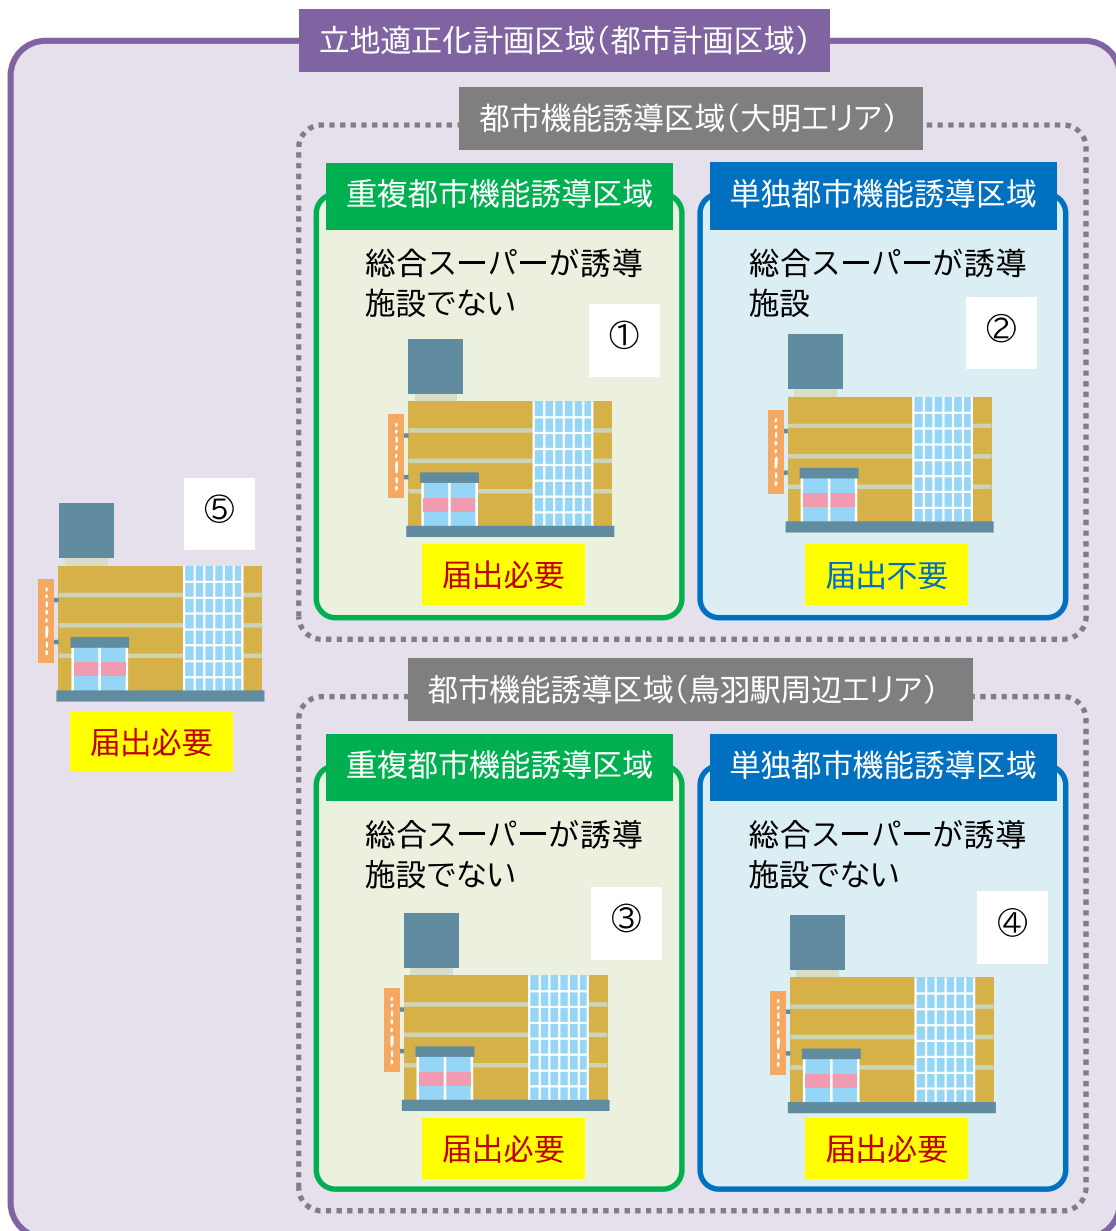 立地適正化計画区域（都市計画区域）
都市機能誘導区域（大明エリア）
重複都市機能誘導区域
総合スーパーが誘導
施設でない
①
届出必要
単独都市機能誘導区域
総合スーパーが誘導
施設
②
届出不要
⑤
届出必要
都市機能誘導区域（鳥羽駅周辺エリア）
重複都市機能誘導区域
総合スーパーが誘導
施設でない
③
届出必要
単独都市機能誘導区域
総合スーパーが誘導
施設でない
④
届出必要